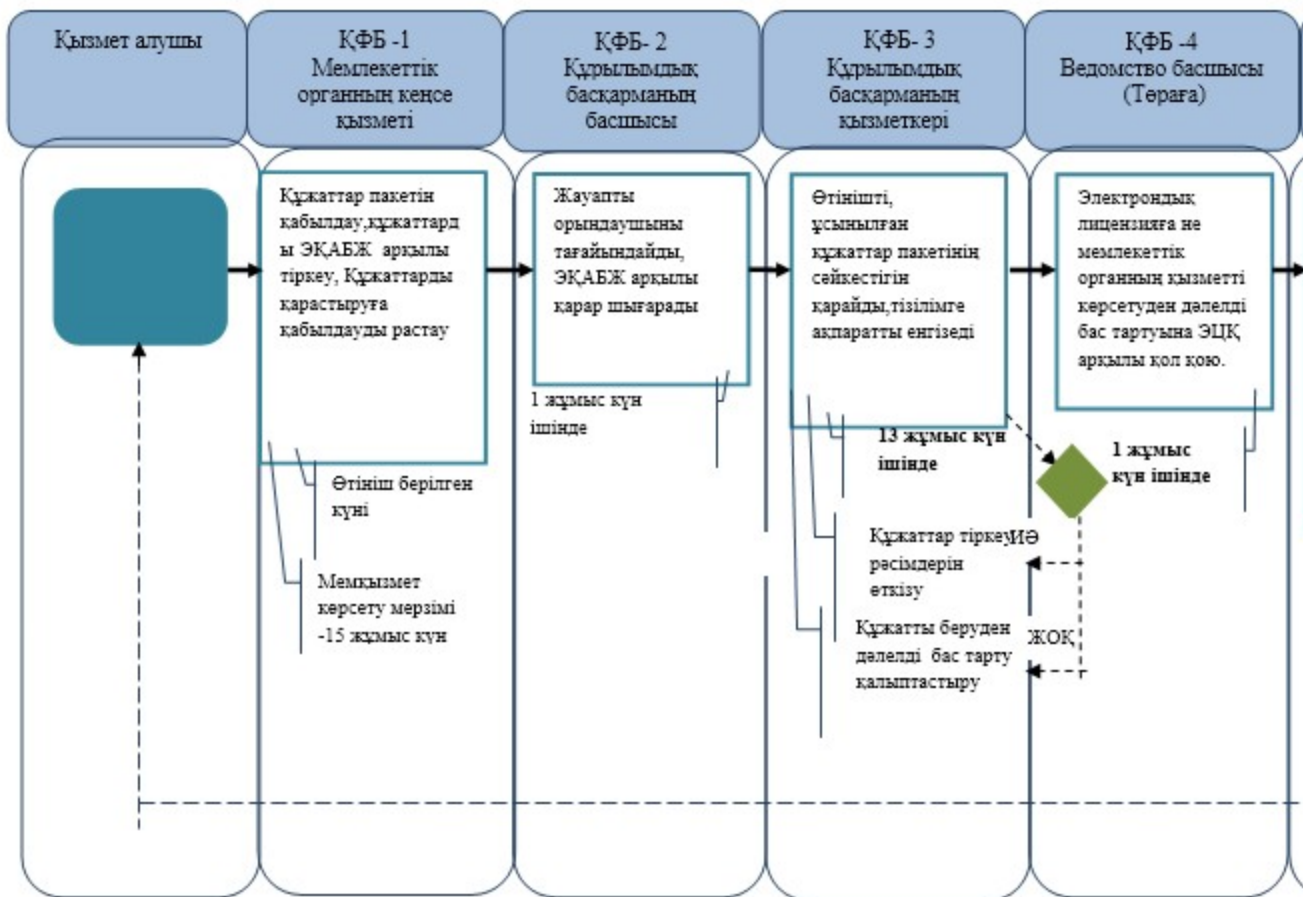 Қызмет алушы
ҚФБ -1
Мемлекеттік
органның кеңсе
қызметі
ҚФБ- 2
Құрылымдық
басқарманың
басшысы
ҚФБ- 3
Құрылымдық
басқарманың
қызметкері
ҚФБ -4
Ведомство басшысы
(Төраға)
Құжаттар пакетін
қабылдау,құжаттард
ы ЭҚАБЖ арқылы
тіркеу, Құжаттарды
қарастыруға
қабылдауды растау
Жауапты
орындаушыны
тағайындайды,
ЭҚАБЖ арқылы
қарар шығарады
Өтінішті,
ұсынылған
құжаттар пакетінің
сәйкестігін
қарайды,тізілімге
ақпаратты енгізеді
Электрондық
лицензияға не
мемлекеттік
органның қызметті
көрсетуден дәлелді
бас тартуына ЭЦҚ
арқылы қол қою.
1 жұмыс күн
ішінде
13 жұмыс күн
ішінде
1 жұмыс
күн ішінде
Өтініш берілген
күні
Мемқызмет
көрсету мерзімі
-15 жұмыс күн
Құжаттар тіркеу
рәсімдерін
өткізу
ИӘ
Құжатты беруден
дәлелді бас тарту
қалыптастыру
ЖОҚ